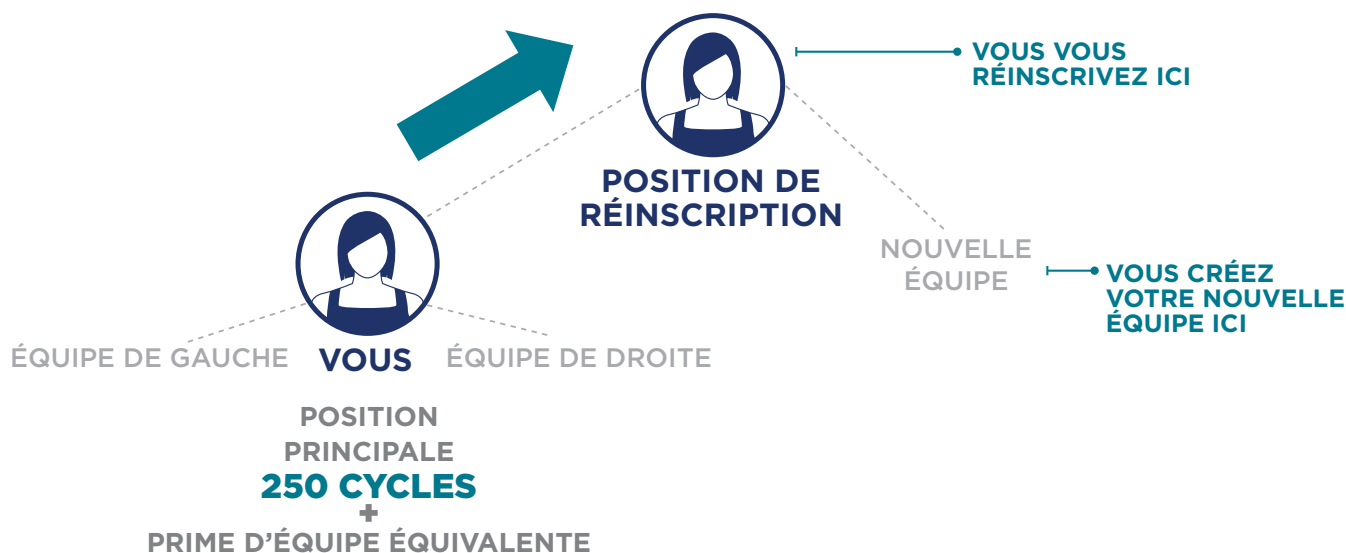 VOUS VOUS
RÉINSCRIVEZ ICI
POSITION DE
RÉINSCRIPTION
NOUVELLE
ÉQUIPE
VOUS CRÉEZ
VOTRE NOUVELLE
ÉQUIPE ICI
ÉQUIPE DE GAUCHE
VOUS
ÉQUIPE DE DROITE
POSITION
PRINCIPALE
250 CYCLES
+
PRIME D'ÉQUIPE ÉQUIVALENTE